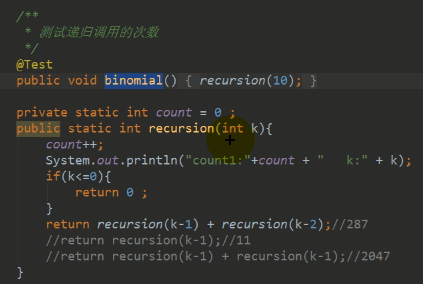 /**
* 测试递归调用的次数
*/
@Test
public void binomial() { recursion(10); }
private static int count = 0 ;
public static int recursion(int k){
count++;
System.out.println("count1:"+count + "   k:" + k);
if(k<=0){
return 0 ;
}
return recursion(k-1) + recursion(k-2);//287
//return recursion(k-1);//11
//return recursion(k-1) + recursion(k-1);//2047
}